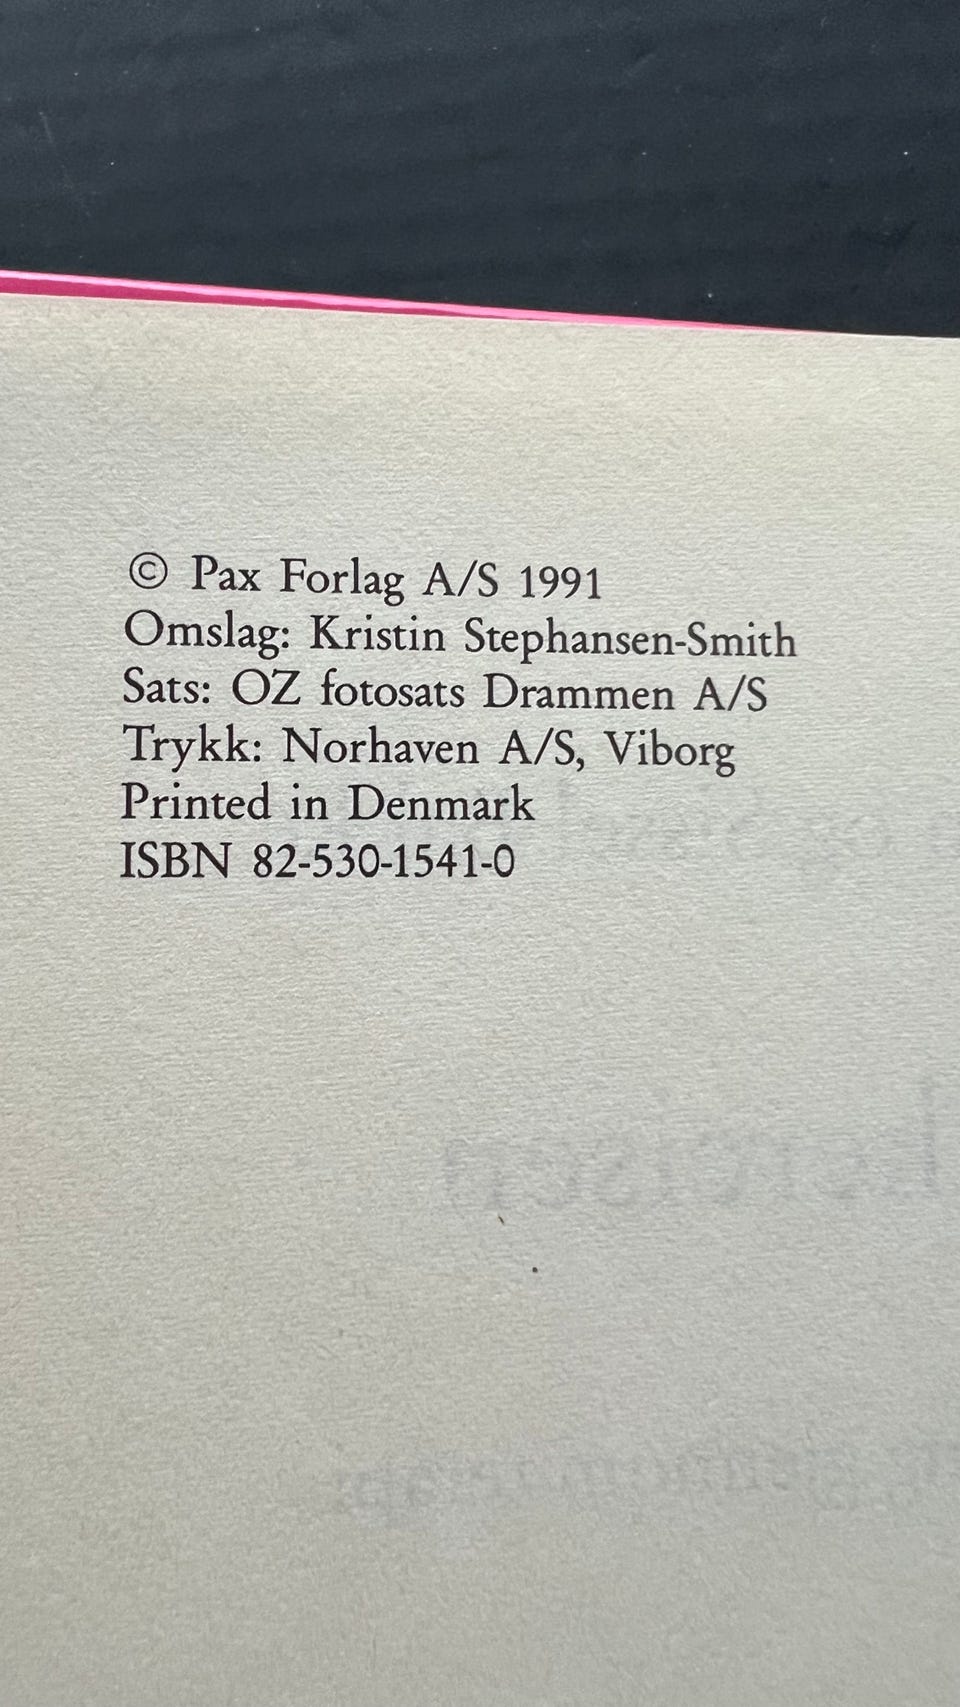 © Pax Forlag A/S 1991
Omslag: Kristin Stephansen-Smith
Sats: OZ fotosats Drammen A/S
Trykk: Norhaven A/S, Viborg
Printed in Denmark
ISBN 82-530-1541-0